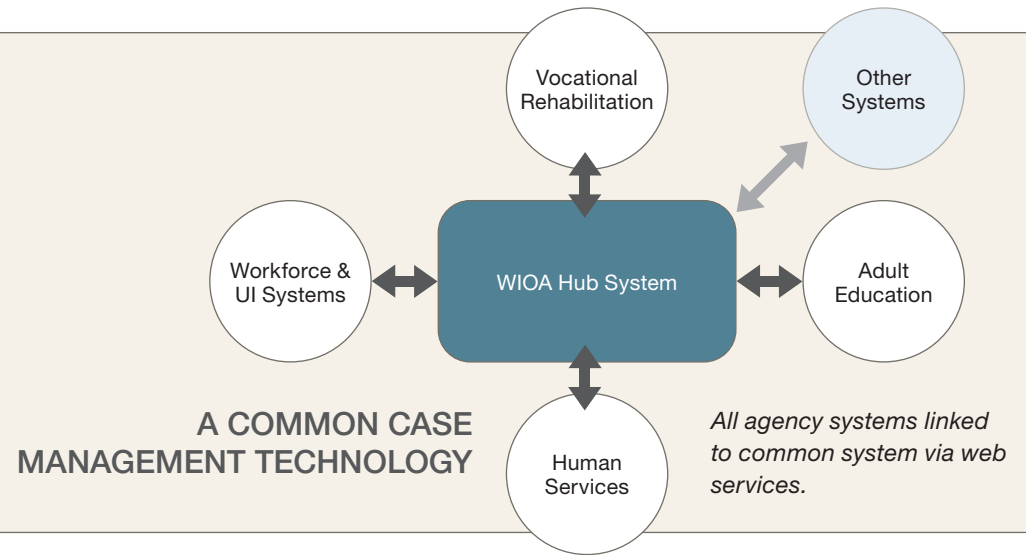 Vocational
Rehabilitation
Other
Systems
Workforce &
UI Systems
WIOA Hub System
Adult
Education
A COMMON CASE
MANAGEMENT TECHNOLOGY
Human
Services
All agency systems linked
to common system via web
services.